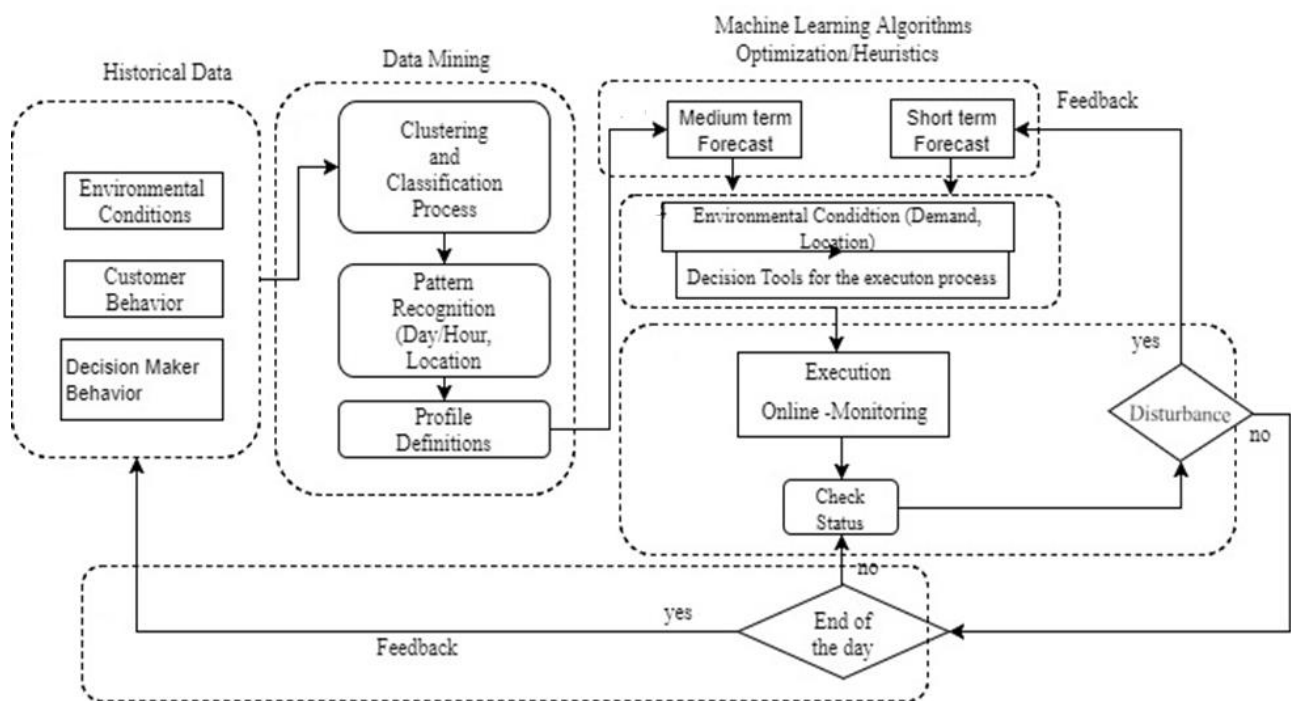 Machine Learning Algorithms
Optimization/Heuristics
Historical Data
Data Mining
Environmental
Conditions
Customer
Behavior
Decision Maker
Behavior
Clustering
and
Classification
Process
Pattern
Recognition
(Day/Hour,
Location
Profile
Definitions
Medium term
Forecast
Short term
Forecast
Feedback
Environmental Condidtion (Demand,
Location)
Decision Tools for the executon process
Execution
Online -Monitoring
Check
Status
yes
Disturbance
no
no
End of
the day
yes
Feedback